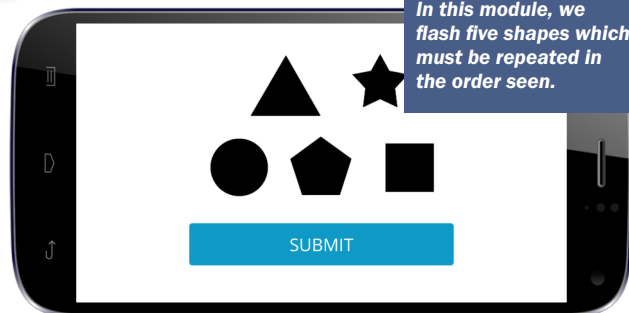 In this module, we
flash five shapes which
must be repeated in
the order seen.
SUBMIT